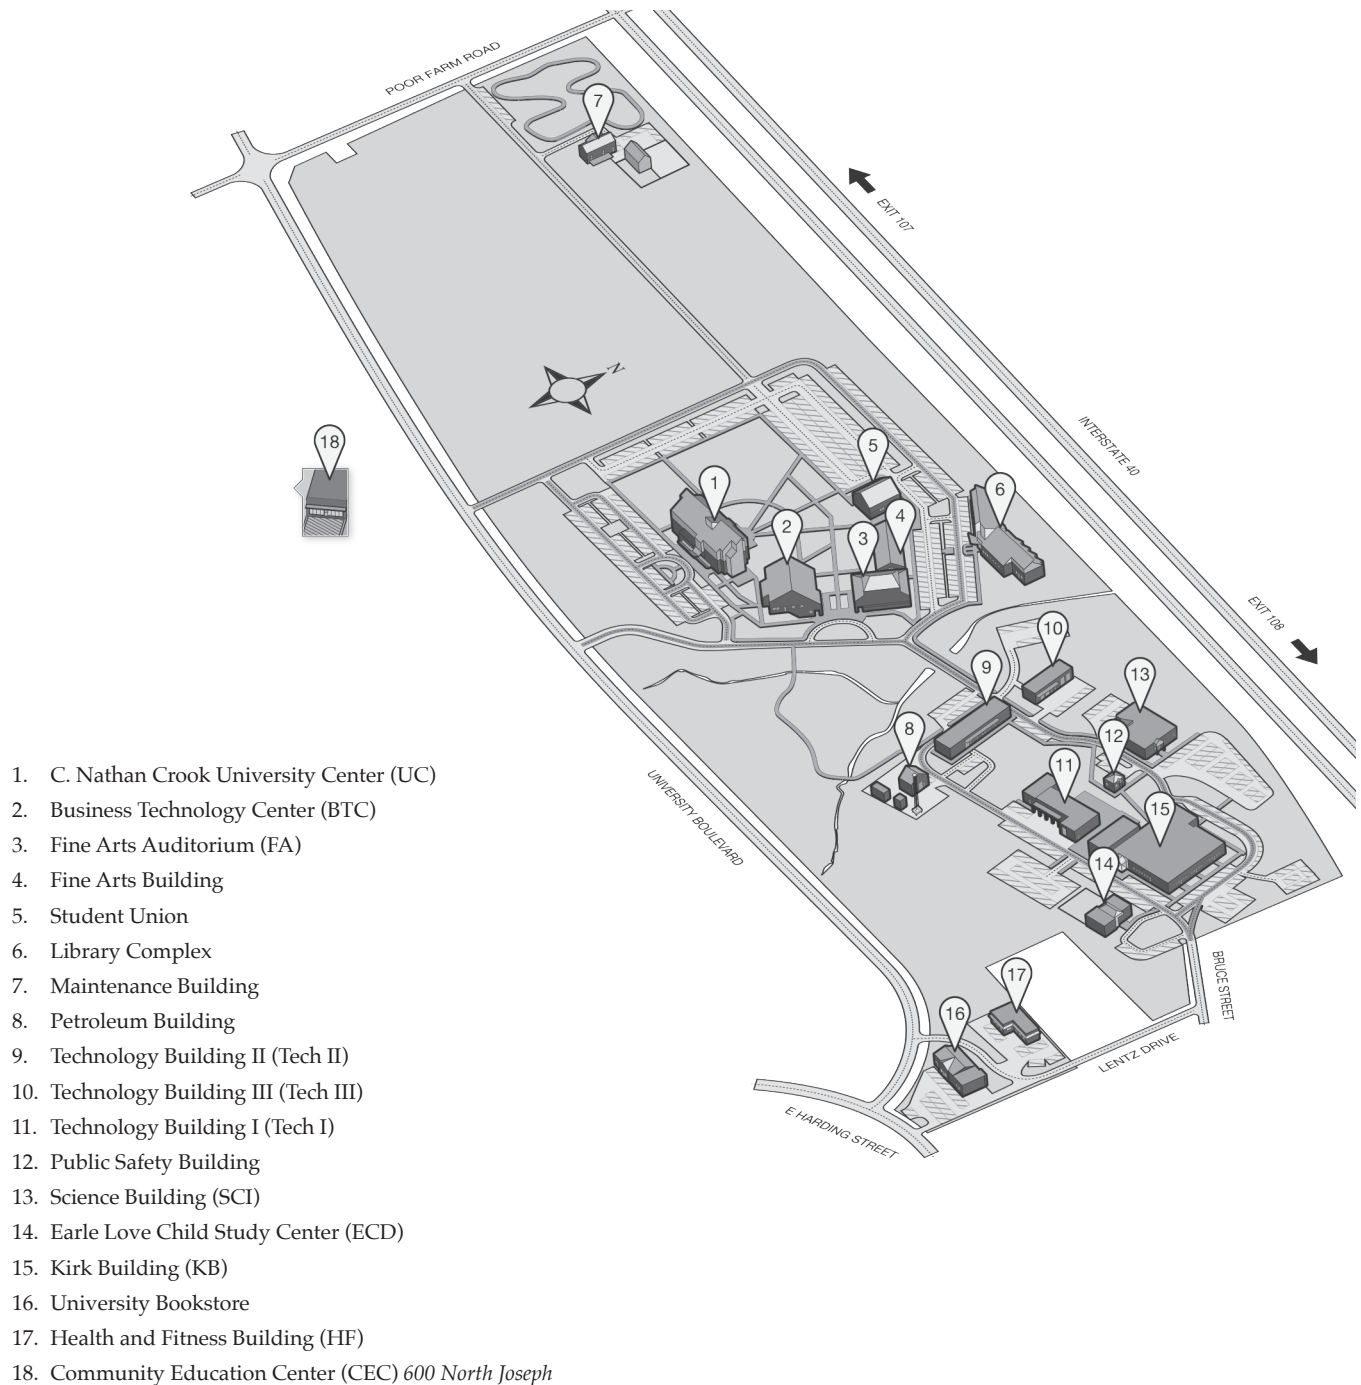 POOR FARM ROAD
7
EXIT 107
N
18
INTERSTATE 40
5
1
6
4
2
3
EXIT 108
10
9
13
8
12
11
15
UNIVERSITY BOULEVARD
14
BRUCE STREET
17
16
LENTZ DRIVE
E HARDING STREET
1. C. Nathan Crook University Center (UC)
2. Business Technology Center (BTC)
3. Fine Arts Auditorium (FA)
4. Fine Arts Building
5. Student Union
6. Library Complex
7. Maintenance Building
8. Petroleum Building
9. Technology Building II (Tech II)
10. Technology Building III (Tech III)
11. Technology Building I (Tech I)
12. Public Safety Building
13. Science Building (SCI)
14. Earle Love Child Study Center (ECD)
15. Kirk Building (KB)
16. University Bookstore
17. Health and Fitness Building (HF)
18. Community Education Center (CEC) 600 North Joseph